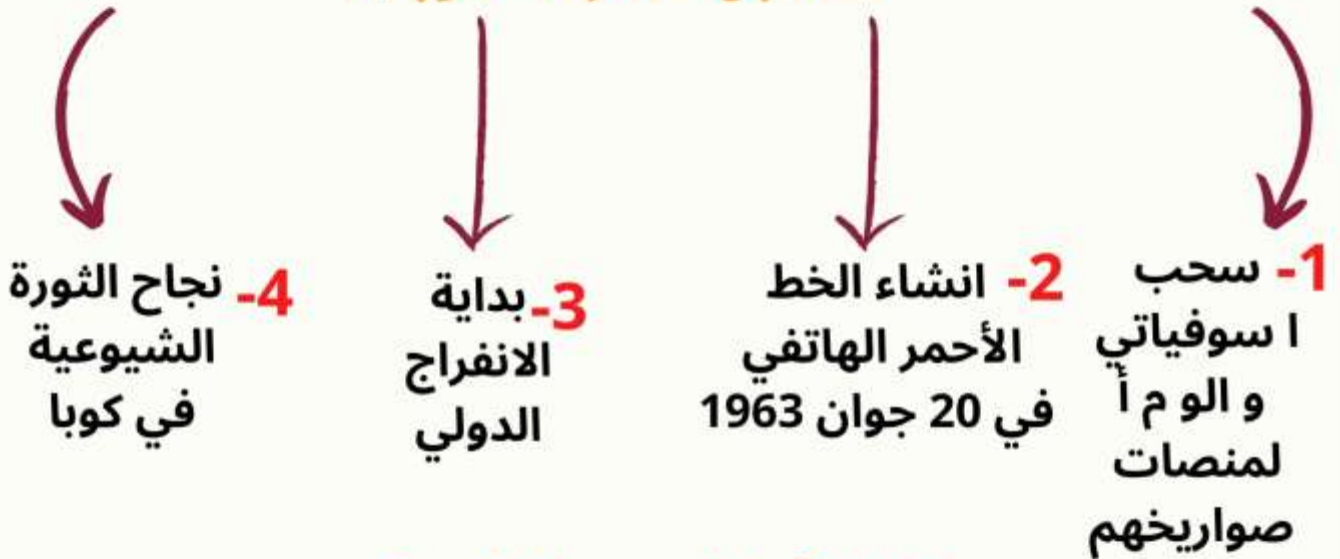 1- سحب
ا سوفياتي
و الو م أ
لمنصات
صواريخهم
2- انشاء الخط
الأحمر الهاتفي
في 20 جوان 1963
3- بداية
الانفراج
الدولي
4- نجاح الثورة
الشيوعية
في كوبا